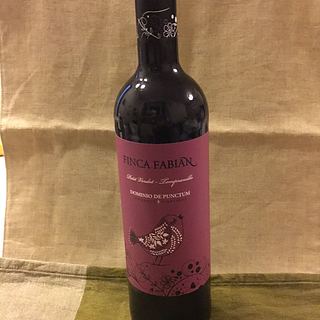 FINCA FABIAN
Petit Verdot - Tempranillo
DOMINIO DE PUNCTUM